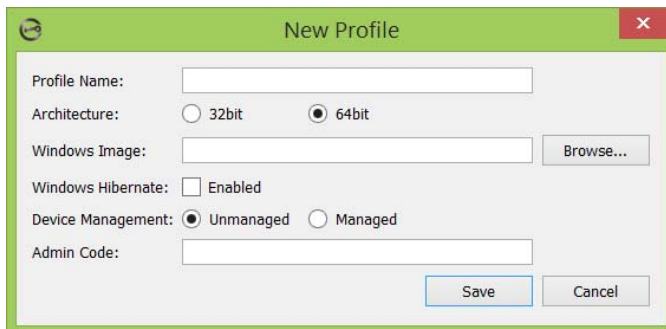 New Profile
Profile Name:
Architecture: 32bit 64bit
Windows Image: Browse...
Windows Hibernate: Enabled
Device Management: Unmanaged Managed
Admin Code:
Save Cancel